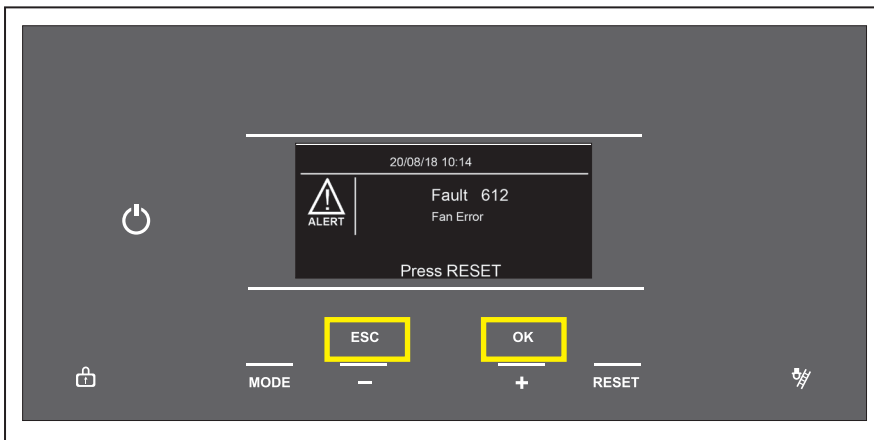 20/08/18 10:14
Fault 612
ALERT
Fan Error
Press RESET
ESC
OK
MODE
–
+
RESET